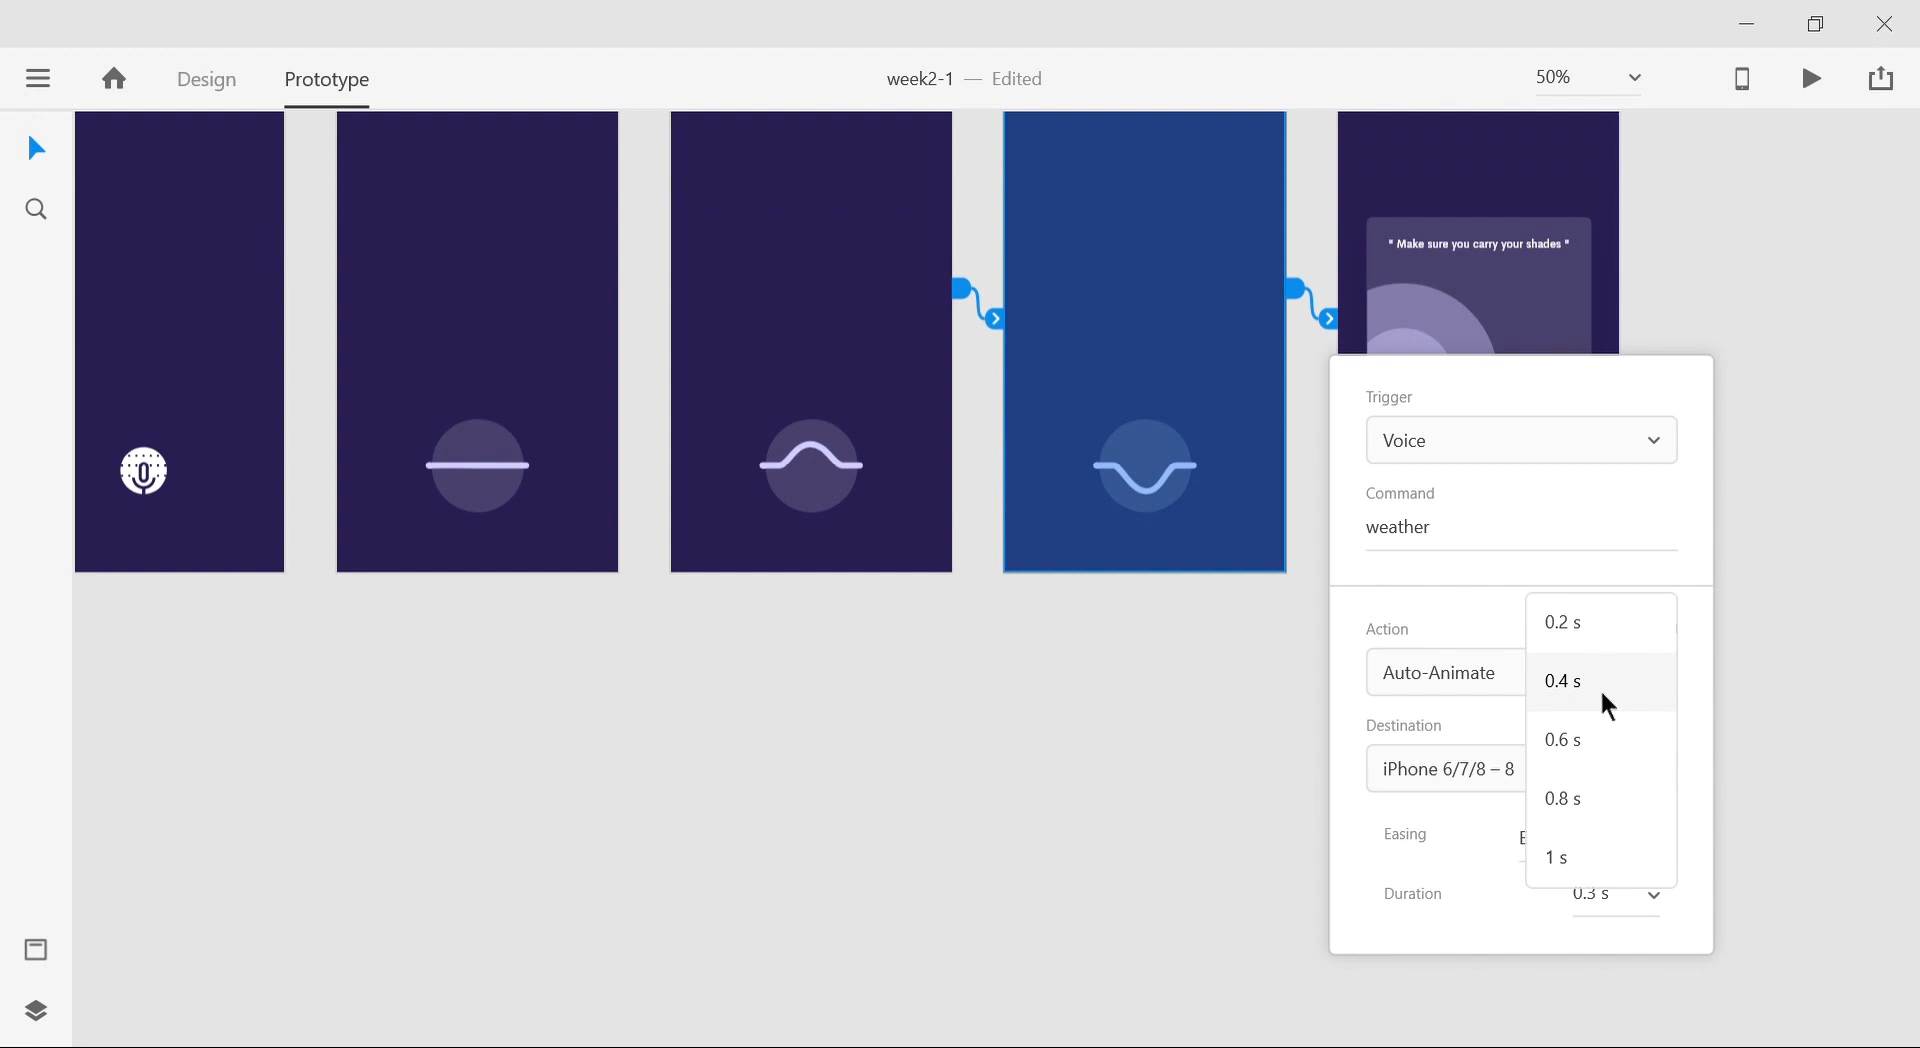 Design
Prototype
week2-1 — Edited
50%
" Make sure you carry your shades "
Trigger
Voice
Command
weather
Action
Auto-Animate
Destination
iPhone 6/7/8 – 8
Easing
Duration
0.2 s
0.4 s
0.6 s
0.8 s
1 s
0.3 s